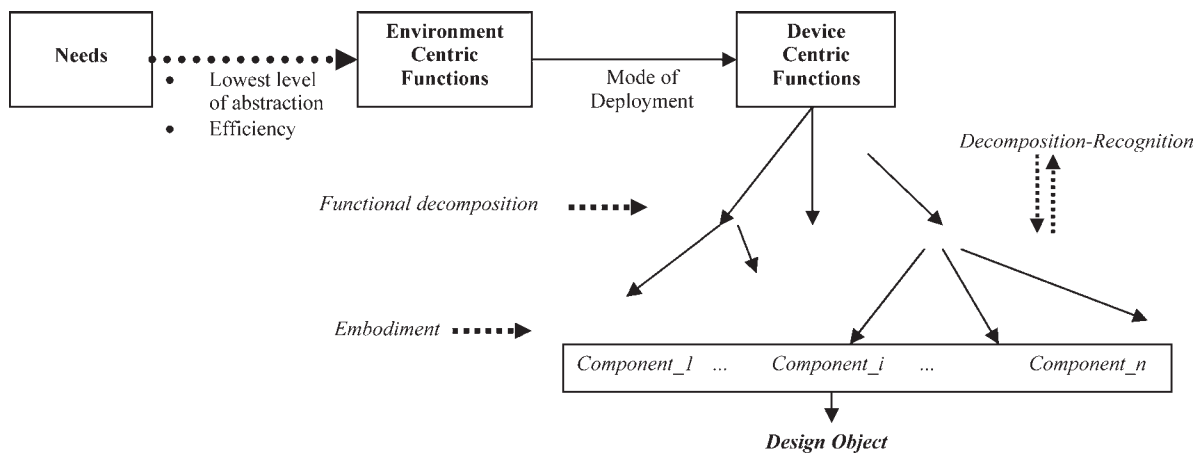 Needs
Environment
Centric
Functions
Device
Centric
Functions
• Lowest level
of abstraction
• Efficiency
Mode of
Deployment
Decomposition-Recognition
Functional decomposition
Embodiment
Component_1 ... Component_i ... Component_n
Design Object